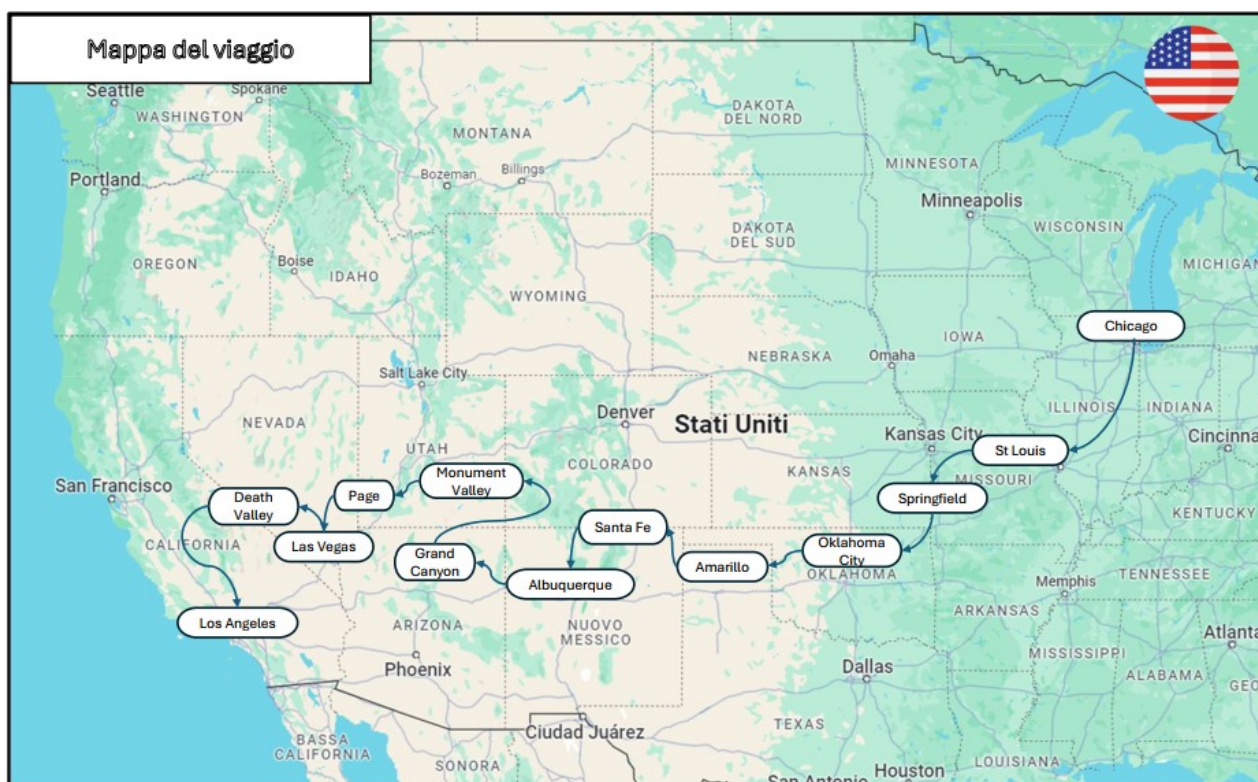 Mappa del viaggio
Seattle
Spokane
WASHINGTON
MONTANA
DAKOTA
DEL NORD
MINNESOTA
Portland
Bozeman
Billings
Minneapolis
WISCONSIN
DAKOTA
DEL SUD
MICHIGAN
OREGON
Boise
IDAHO
WYOMING
Chicago
IOWA
NEBRASKA
Omaha
Salt Lake City
NEVADA
Denver
Stati Uniti
ILLINOIS
INDIANA
UTAH
Kansas City
Cincinna
St Louis
COLORADO
KANSAS
MISSOURI
San Francisco
Monument
Valley
Page
Death
Valley
Springfield
KENTUCKY
CALIFORNIA
Las Vegas
Santa Fe
Grand
Canyon
Oklahoma
City
Amarillo
OKLAHOMA
Albuquerque
Memphis
TENNESSEE
ARKANSAS
Los Angeles
ARIZONA
NUOVO
MESSICO
Atlanta
Phoenix
Dallas
MISSISSIPPI
ALABAMA
GEO
TEXAS
Ciudad Juárez
BASSA
CALIFORNIA
SONORA
LOUISIANA
Houston
San Antonio